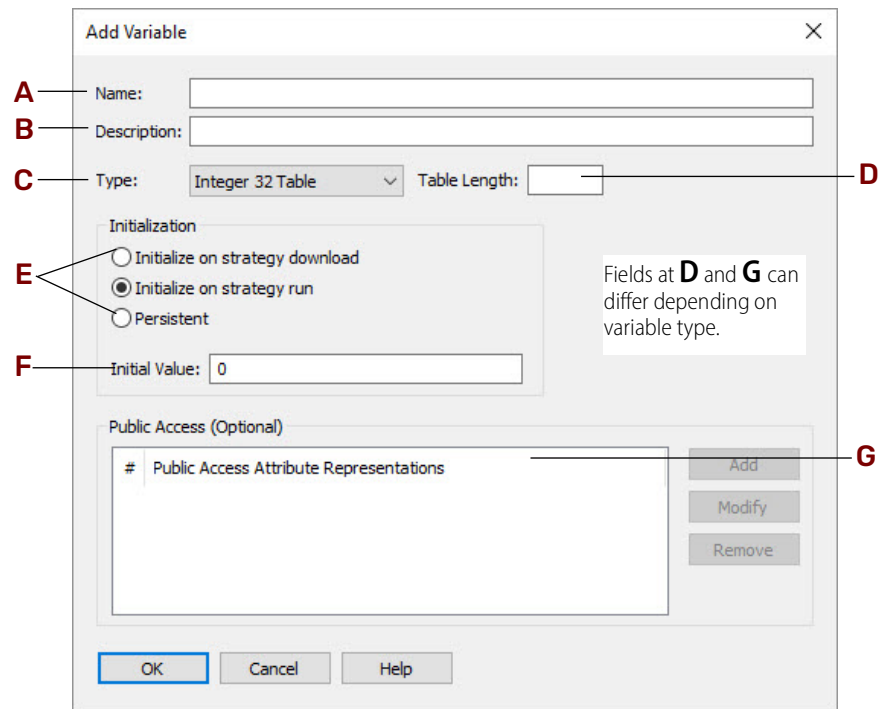 Add Variable
A Name:
B Description:
C Type: Integer 32 Table Table Length: D
Initialization
E Initialize on strategy download
Initialize on strategy run
Persistent
Fields at D and G can
differ depending on
variable type.
F Initial Value: 0
Public Access (Optional)
# Public Access Attribute Representations G
Add
Modify
Remove
OK Cancel Help